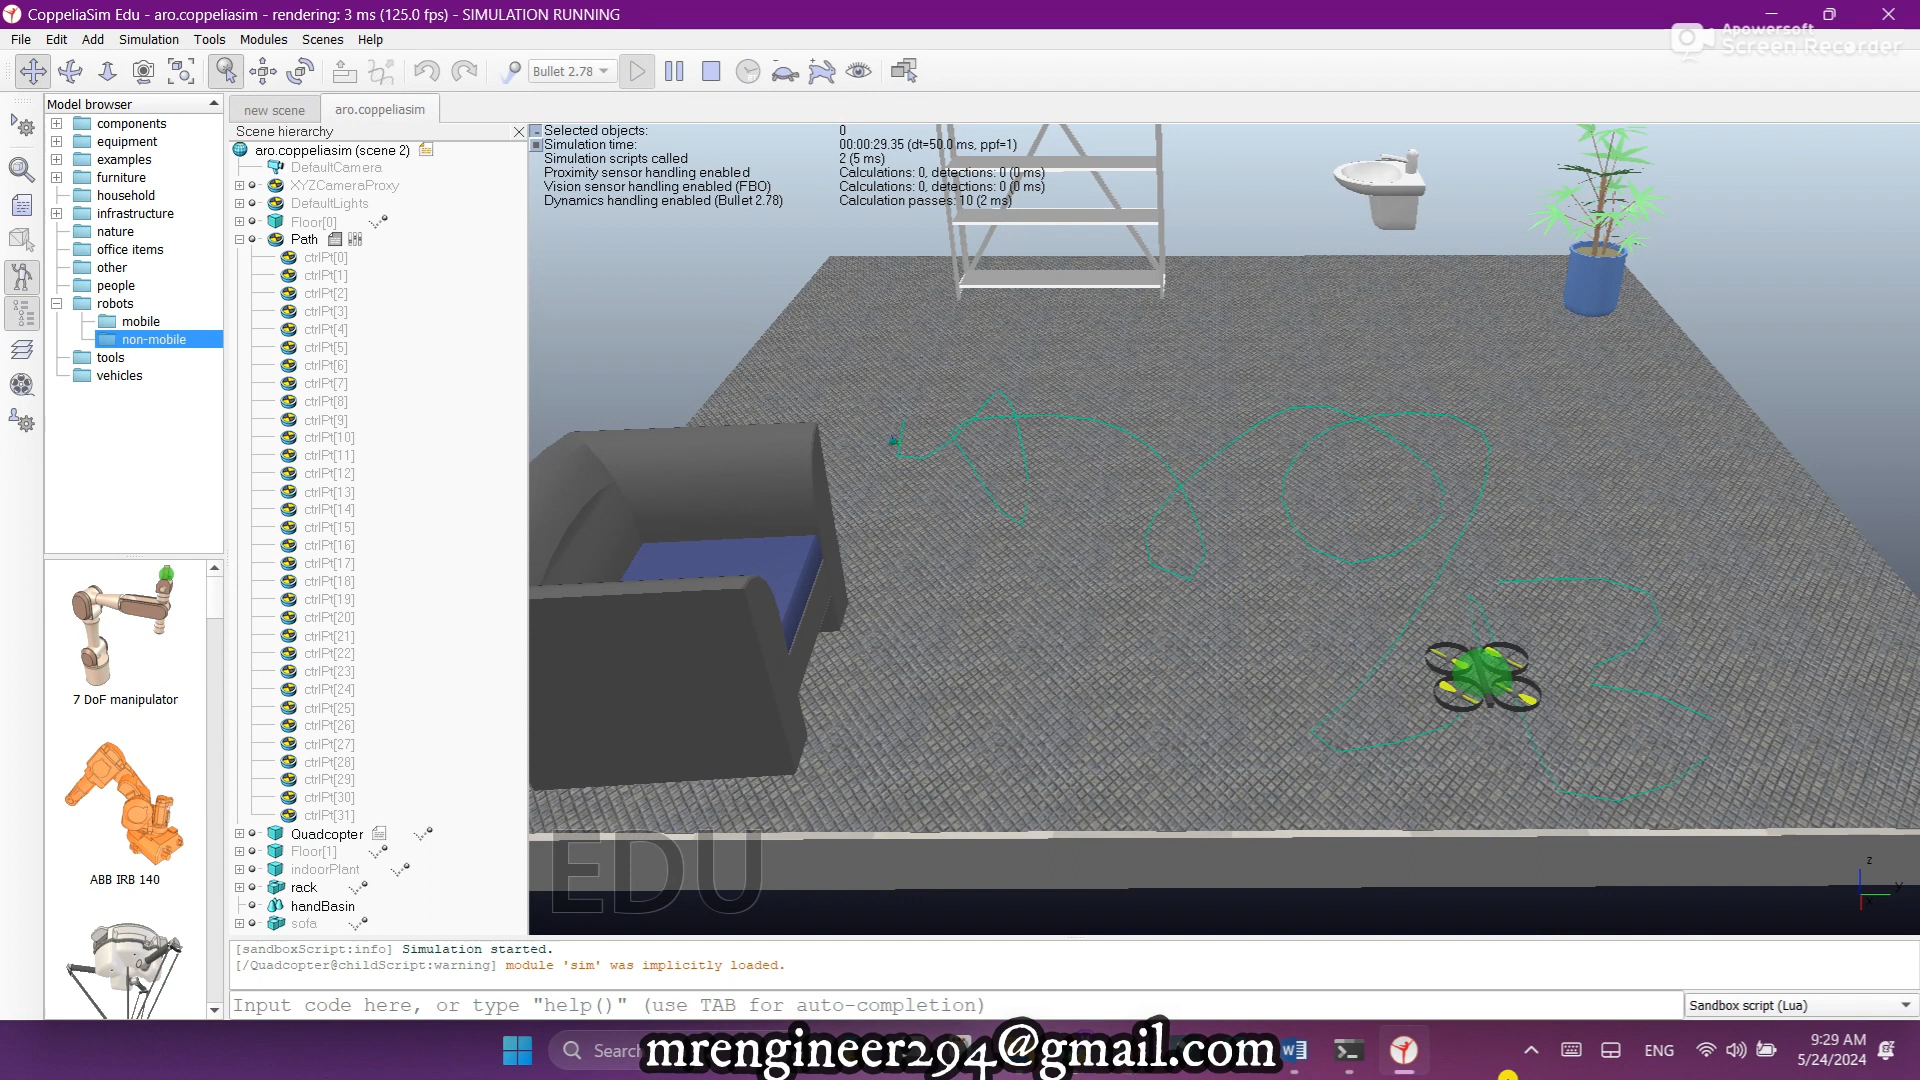 CoppeliaSim Edu - aro.coppeliasim - rendering: 3 ms (125.0 fps) - SIMULATION RUNNING
Apowersoft
Screen Recorder
File Edit Add Simulation Tools Modules Scenes Help
Bullet 2.78
Model browser
components
equipment
examples
furniture
household
infrastructure
nature
office items
other
people
robots
mobile
non-mobile
tools
vehicles
7 DoF manipulator
ABB IRB 140
new scene
aro.coppeliasim
Scene hierarchy
aro.coppeliasim (scene 2)
DefaultCamera
XYZCameraProxy
DefaultLights
Floor[0]
Path
ctrlPt[0]
ctrlPt[1]
ctrlPt[2]
ctrlPt[3]
ctrlPt[4]
ctrlPt[5]
ctrlPt[6]
ctrlPt[7]
ctrlPt[8]
ctrlPt[9]
ctrlPt[10]
ctrlPt[11]
ctrlPt[12]
ctrlPt[13]
ctrlPt[14]
ctrlPt[15]
ctrlPt[16]
ctrlPt[17]
ctrlPt[18]
ctrlPt[19]
ctrlPt[20]
ctrlPt[21]
ctrlPt[22]
ctrlPt[23]
ctrlPt[24]
ctrlPt[25]
ctrlPt[26]
ctrlPt[27]
ctrlPt[28]
ctrlPt[29]
ctrlPt[30]
ctrlPt[31]
Quadcopter
Floor[1]
indoorPlant
rack
handBasin
sofa
Selected objects: 0
Simulation time: 00:00:29.35 (dt=50.0 ms, ppf=1)
Simulation scripts called 2 (5 ms)
Proximity sensor handling enabled Calculations: 0, detections: 0 (0 ms)
Vision sensor handling enabled (FBO) Calculations: 0, detections: 0 (0 ms)
Dynamics handling enabled (Bullet 2.78) Calculation passes: 10 (2 ms)
EDU
z
y
x
[sandboxScript:info] Simulation started.
[/Quadcopter@childScript:warning] module 'sim' was implicitly loaded.
Input code here, or type "help()" (use TAB for auto-completion)
Sandbox script (Lua)
Search
mrengineer294@gmail.com
ENG
9:29 AM
5/24/2024